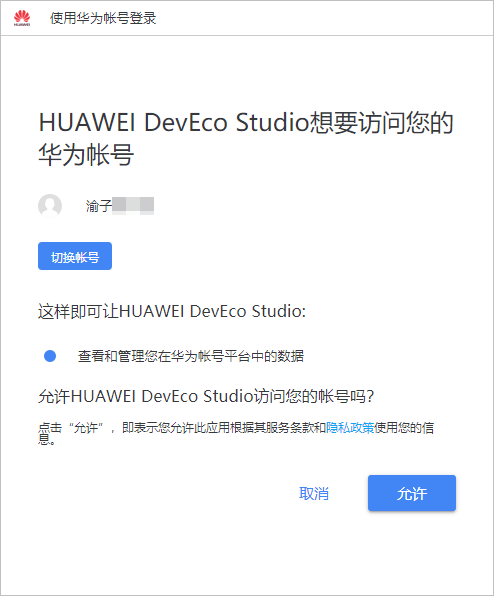 HUAWEI
使用华为帐号登录
HUAWEI DevEco Studio想要访问您的
华为帐号
渝子
切换帐号
这样即可让HUAWEI DevEco Studio:
查看和管理您在华为帐号平台中的数据
允许HUAWEI DevEco Studio访问您的帐号吗?
点击“允许”，即表示您允许此应用根据其服务条款和隐私政策使用您的信
息。
取消
允许